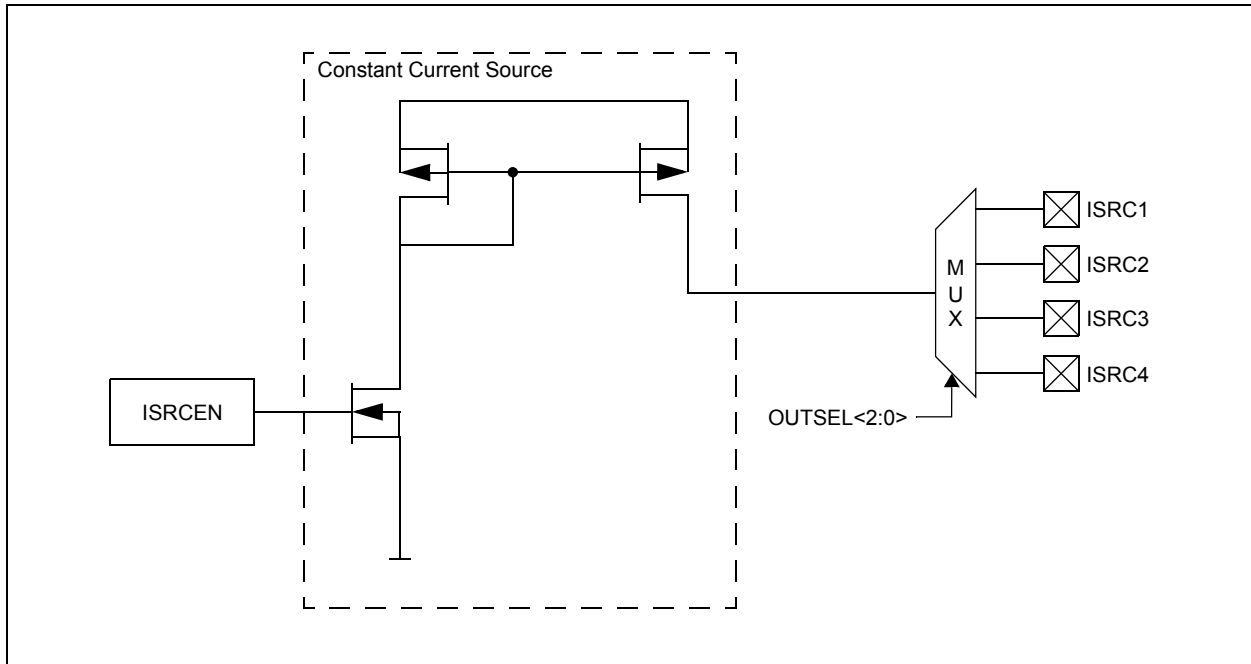 Constant Current Source
ISRC1
ISRC2
ISRC3
ISRC4
M
U
X
ISRCEN
OUTSEL<2:0>